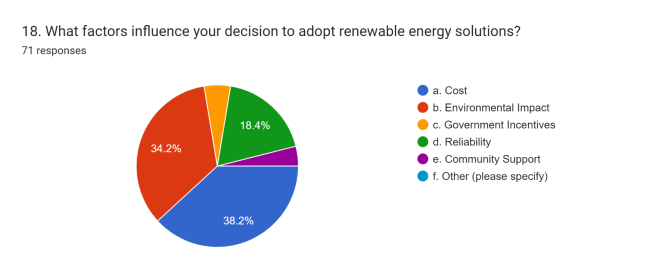 18. What factors influence your decision to adopt renewable energy solutions?
71 responses
a. Cost
b. Environmental Impact
c. Government Incentives
d. Reliability
e. Community Support
f. Other (please specify)
18.4%
34.2%
38.2%